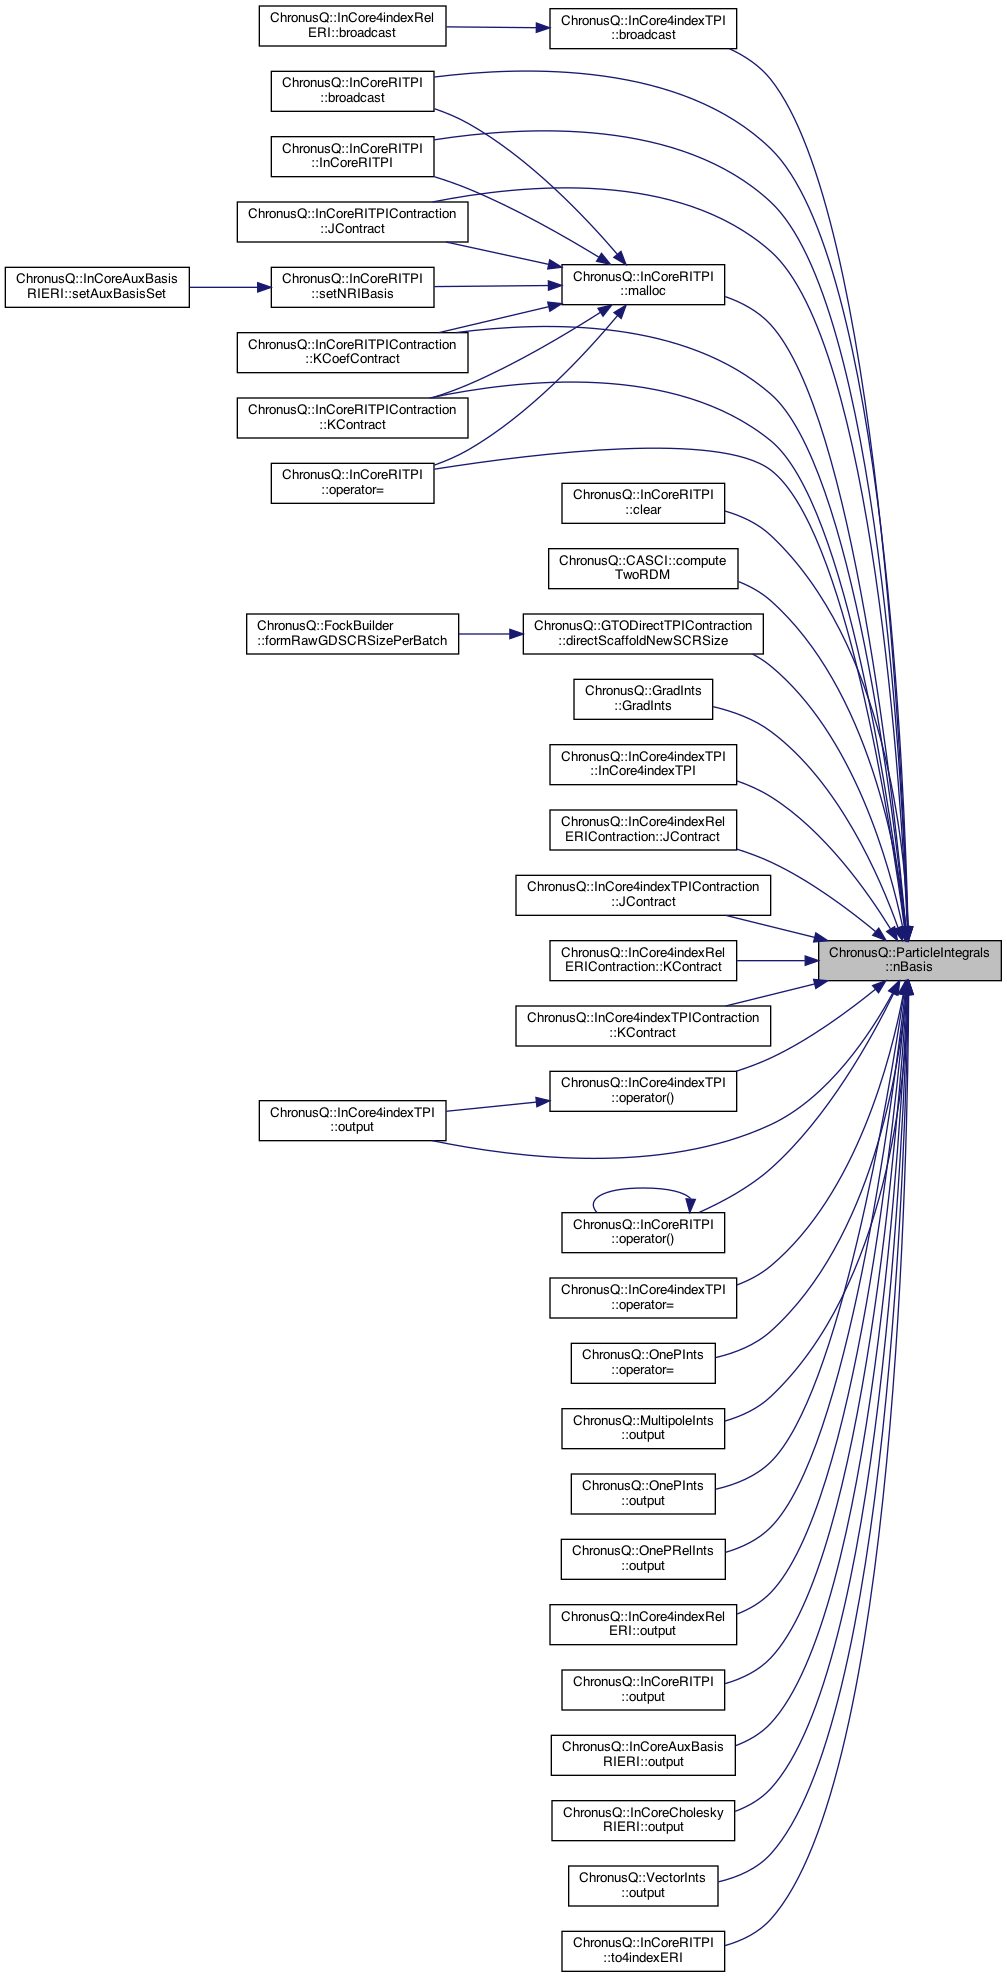 ChronusQ::InCore4indexRel
ERI::broadcast
ChronusQ::InCore4indexTPI
::broadcast
ChronusQ::InCoreRITPI
::broadcast
ChronusQ::InCoreRITPI
::InCoreRITPI
ChronusQ::InCoreRITPIContraction
::JContract
ChronusQ::InCoreAuxBasis
RIERI::setAuxBasisSet
ChronusQ::InCoreRITPI
::setNRIBasis
ChronusQ::InCoreRITPI
::malloc
ChronusQ::InCoreRITPIContraction
::KCoefContract
ChronusQ::InCoreRITPIContraction
::KContract
ChronusQ::InCoreRITPI
::operator=
ChronusQ::InCoreRITPI
::clear
ChronusQ::CASCI::compute
TwoRDM
ChronusQ::FockBuilder
::formRawGDSCRSizePerBatch
ChronusQ::GTODirectTPIContraction
::directScaffoldNewSCRSize
ChronusQ::GradInts
::GradInts
ChronusQ::InCore4indexTPI
::InCore4indexTPI
ChronusQ::InCore4indexRel
ERIContraction::JContract
ChronusQ::InCore4indexTPIContraction
::JContract
ChronusQ::InCore4indexRel
ERIContraction::KContract
ChronusQ::ParticleIntegrals
::nBasis
ChronusQ::InCore4indexTPIContraction
::KContract
ChronusQ::InCore4indexTPI
::operator()
ChronusQ::InCore4indexTPI
::output
ChronusQ::InCoreRITPI
::operator()
ChronusQ::InCore4indexTPI
::operator=
ChronusQ::OnePInts
::operator=
ChronusQ::MultipoleInts
::output
ChronusQ::OnePInts
::output
ChronusQ::OnePRelInts
::output
ChronusQ::InCore4indexRel
ERI::output
ChronusQ::InCoreRITPI
::output
ChronusQ::InCoreAuxBasis
RIERI::output
ChronusQ::InCoreCholesky
RIERI::output
ChronusQ::VectorInts
::output
ChronusQ::InCoreRITPI
::to4indexERI